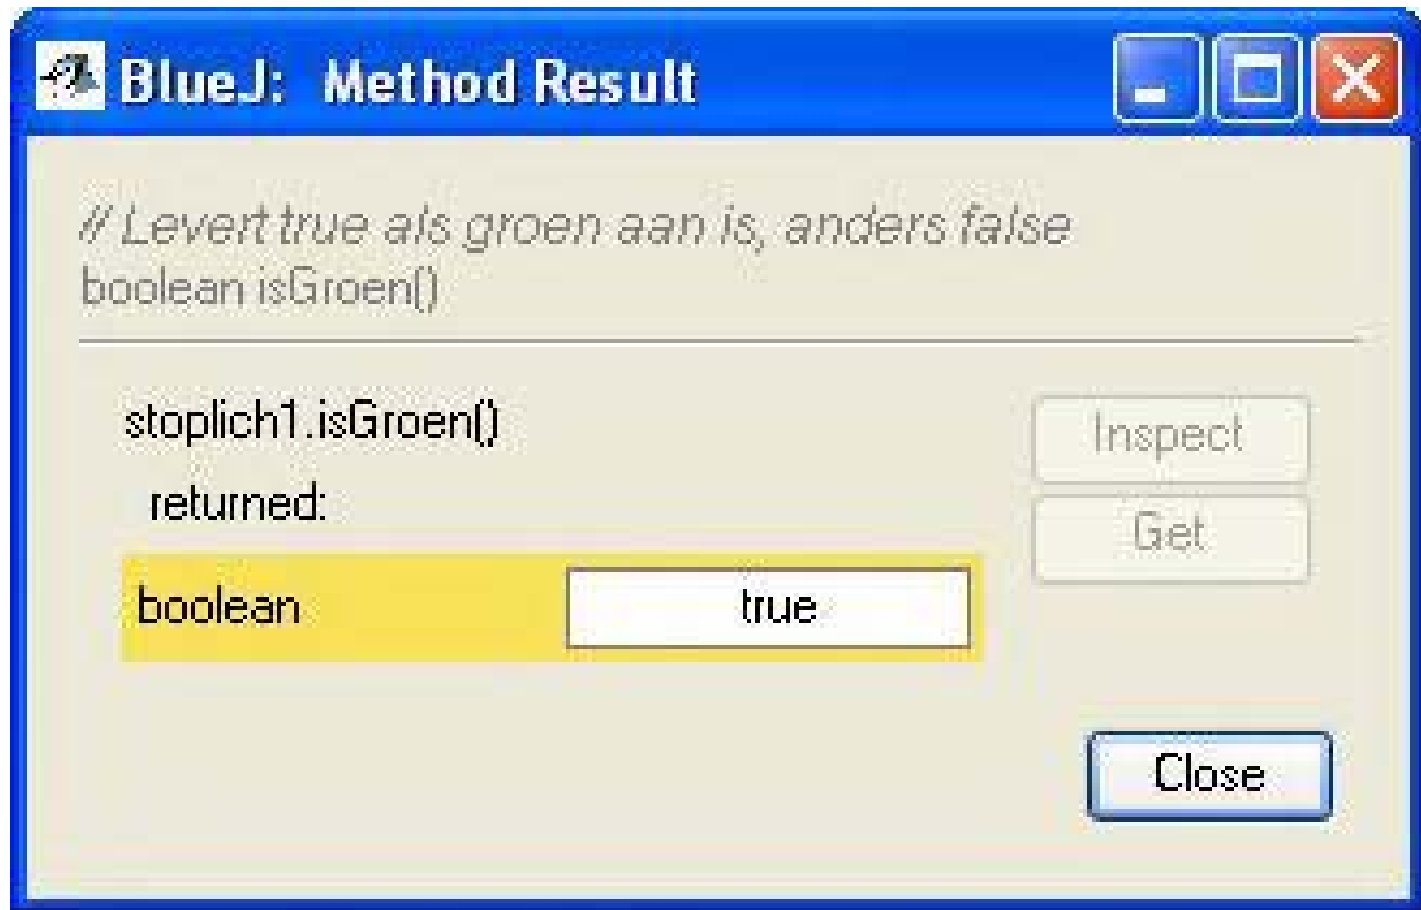 BlueJ: Method Result
// Levert true als groen aan is, anders false
boolean isGroen()
stoplich1.isGroen()
Inspect
returned:
Get
boolean true
Close